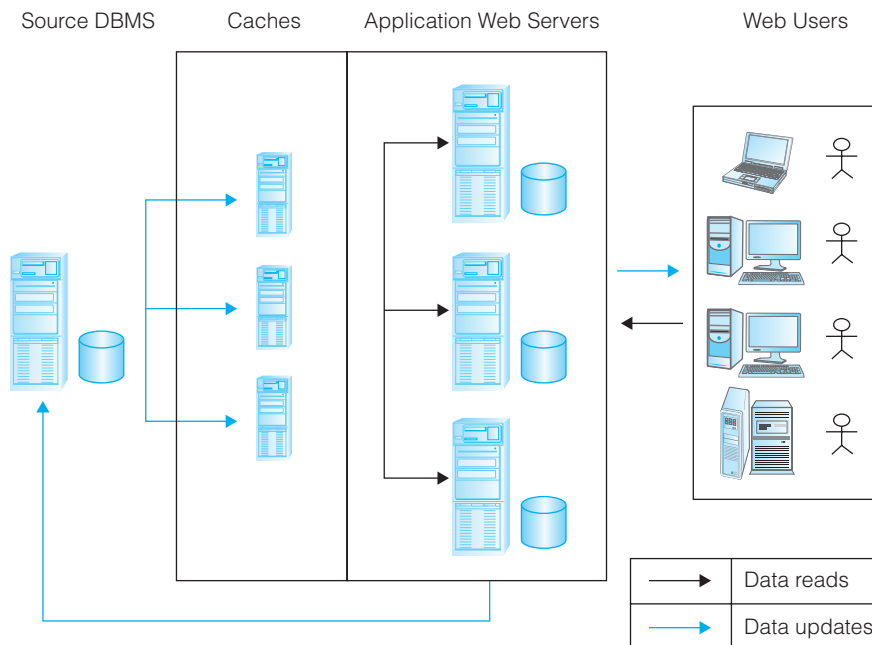 Source DBMS
Caches
Application Web Servers
Web Users
Data reads
Data updates